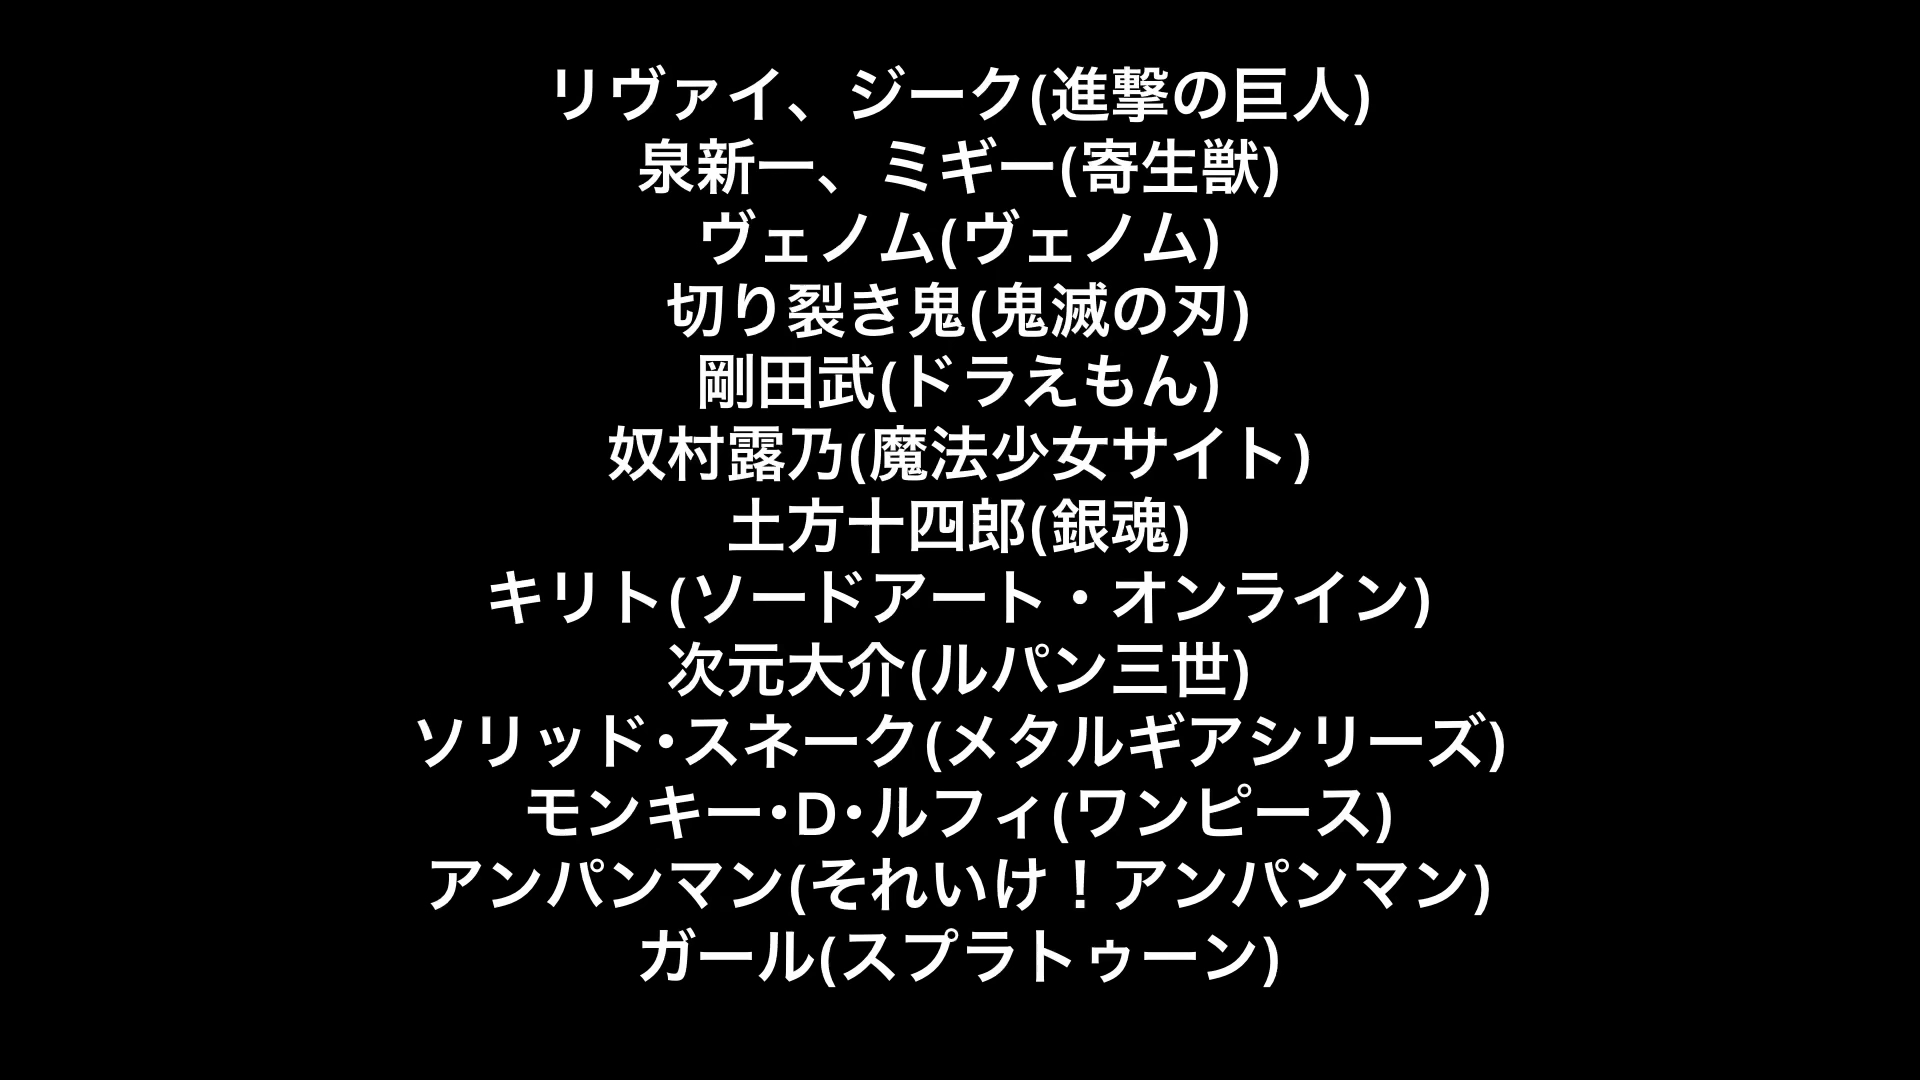 リヴァイ、ジーク(進撃の巨人)
泉新一、ミギー(寄生獣)
ヴェノム(ヴェノム)
切り裂き鬼(鬼滅の刃)
剛田武(ドラえもん)
奴村露乃(魔法少女サイト)
土方十四郎(銀魂)
キリト(ソードアート・オンライン)
次元大介(ルパン三世)
ソリッド･スネーク(メタルギアシリーズ)
モンキー･D･ルフィ(ワンピース)
アンパンマン(それいけ！アンパンマン)
ガール(スプラトゥーン)